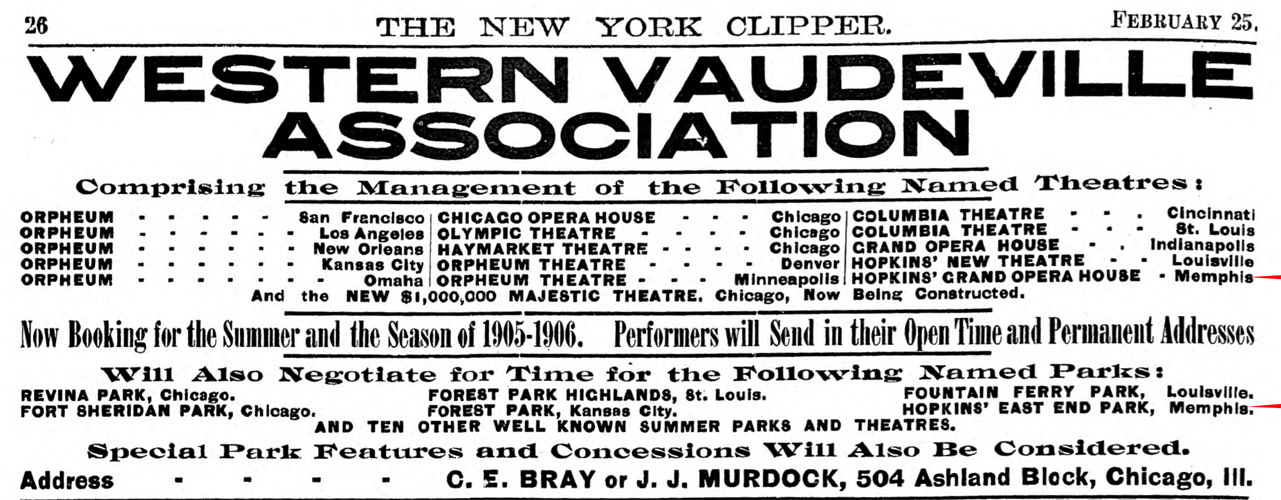 26 THE NEW YORK CLIPPER. FEBRUARY 25,
WESTERN VAUDEVILLE
ASSOCIATION
Comprising the Management of the Following Named Theatres:
ORPHEUM - - - - - - San Francisco
ORPHEUM - - - - - - Los Angeles
ORPHEUM - - - - - - New Orleans
ORPHEUM - - - - - - Kansas City
ORPHEUM - - - - - - Omaha
CHICAGO OPERA HOUSE - - - Chicago
OLYMPIC THEATRE - - - - Chicago
HAYMARKET THEATRE - - - - Chicago
ORPHEUM THEATRE - - - - Denver
ORPHEUM THEATRE - - - - Minneapolis
COLUMBIA THEATRE - - . Cincinnati
COLUMBIA THEATRE - - - St. Louis
GRAND OPERA HOUSE - . Indianapolis
HOPKINS' NEW THEATRE - - Louisville
HOPKINS' GRAND OPERA HOUSE - Memphis
And the NEW $1,000,000 MAJESTIC THEATRE, Chicago, Now Being Constructed.
Now Booking for the Summer and the Season of 1905-1906. Performers will Send in their Open Time and Permanent Addresses
Will Also Negotiate for Time for the Following Named Parks:
REVINA PARK, Chicago.
FORT SHERIDAN PARK, Chicago.
FOREST PARK HIGHLANDS, St. Louis.
FOREST PARK, Kansas City.
FOUNTAIN FERRY PARK, Louisville.
HOPKINS' EAST END PARK, Memphis.
AND TEN OTHER WELL KNOWN SUMMER PARKS AND THEATRES.
Special Park Features and Concessions Will Also Be Considered.
Address - - - - C. E. BRAY or J. J. MURDOCK, 504 Ashland Block, Chicago, Ill.